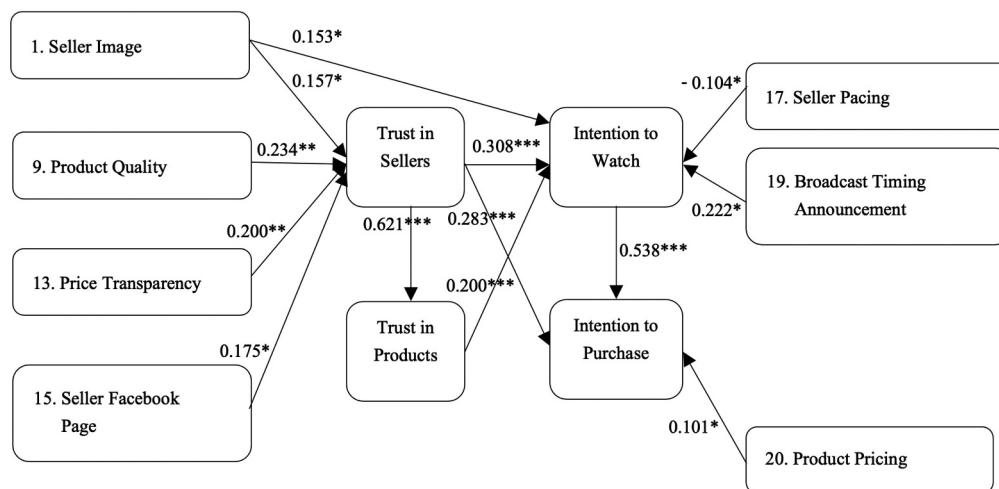 1. Seller Image
0.153*
0.157*
- 0.104*
17. Seller Pacing
9. Product Quality
0.234**
Trust in
Sellers
0.308***
Intention to
Watch
19. Broadcast Timing
Announcement
0.222*
0.200**
0.621***
0.283***
0.538***
13. Price Transparency
0.200***
Trust in
Products
Intention to
Purchase
0.175*
15. Seller Facebook
Page
0.101*
20. Product Pricing